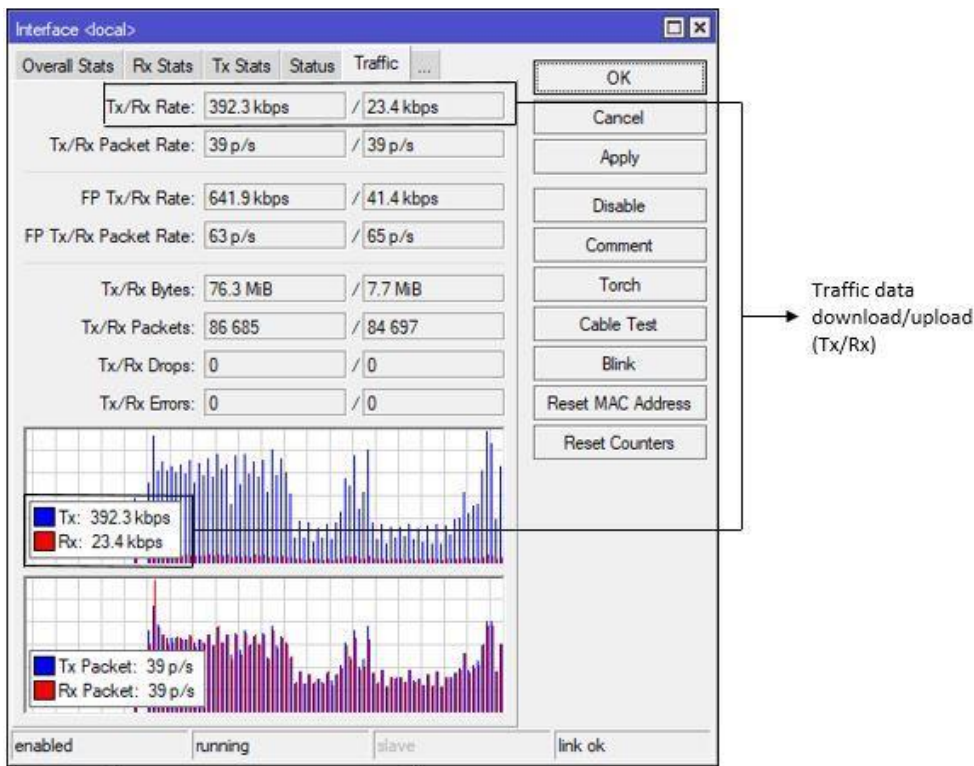 Interface <local>
Overall Stats Rx Stats Tx Stats Status Traffic ...
Tx/Rx Rate: 392.3 kbps / 23.4 kbps
Tx/Rx Packet Rate: 39 p/s / 39 p/s
FP Tx/Rx Rate: 641.9 kbps / 41.4 kbps
FP Tx/Rx Packet Rate: 63 p/s / 65 p/s
Tx/Rx Bytes: 76.3 MiB / 7.7 MiB
Tx/Rx Packets: 86 685 / 84 697
Tx/Rx Drops: 0 / 0
Tx/Rx Errors: 0 / 0
Tx: 392.3 kbps
Rx: 23.4 kbps
Tx Packet: 39 p/s
Rx Packet: 39 p/s
OK
Cancel
Apply
Disable
Comment
Torch
Cable Test
Blink
Reset MAC Address
Reset Counters
enabled running slave link ok
Traffic data
download/upload
(Tx/Rx)